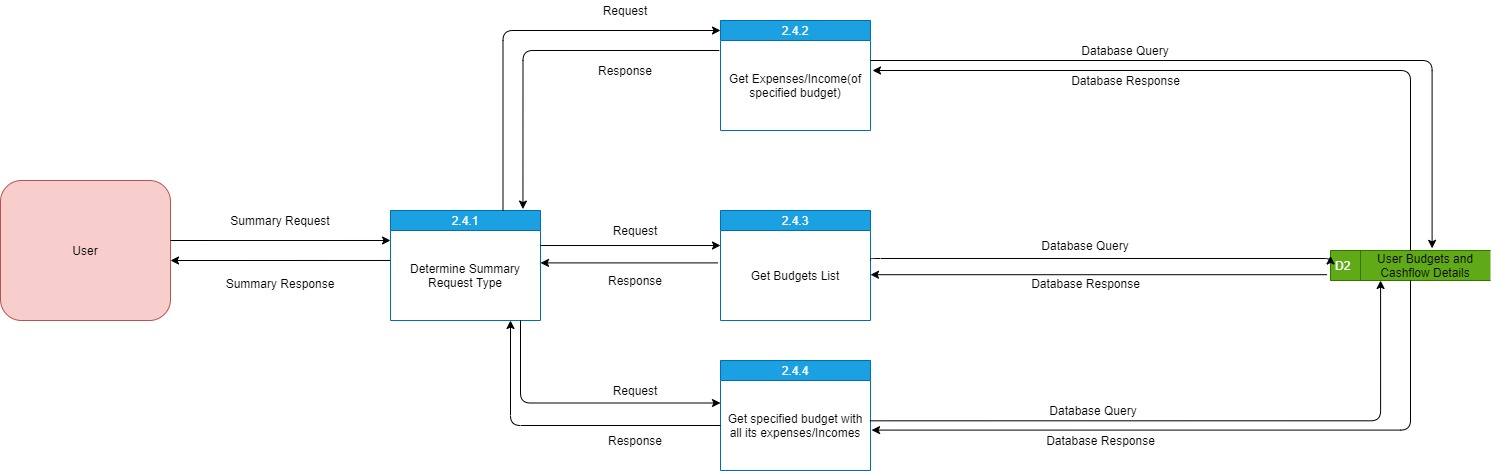 Request
2.4.2
Database Query
Response
Get Expenses/Income(of
specified budget)
Database Response
User
Summary Request
Summary Response
2.4.1
Determine Summary
Request Type
Request
Response
2.4.3
Get Budgets List
Database Query
Database Response
D2
User Budgets and
Cashflow Details
2.4.4
Request
Get specified budget with
all its expenses/Incomes
Response
Database Query
Database Response